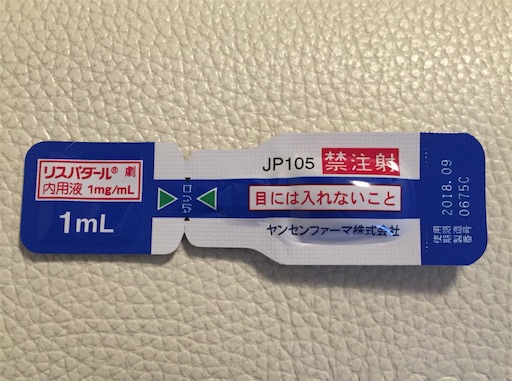 リスパダール® 劇
内用液 1mg/mL
1mL
切り口
JP105 禁注射
目には入れないこと
ヤンセンファーマ株式会社
使用期限 2018.09
製造番号 0675C